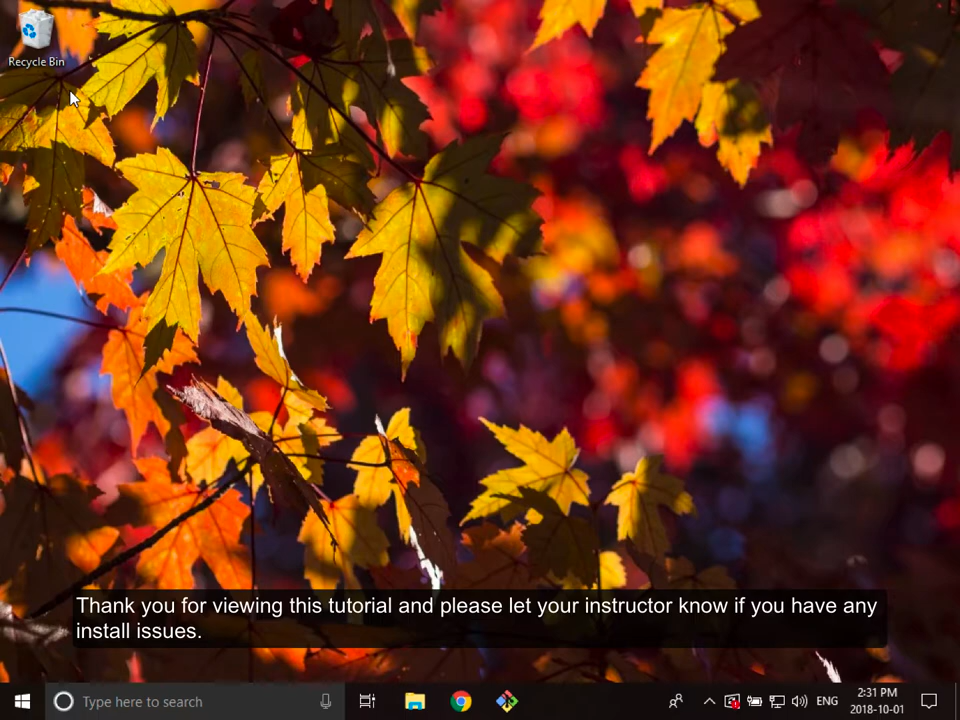 Recycle Bin
Thank you for viewing this tutorial and please let your instructor know if you have any
install issues.
Type here to search
ENG
2:31 PM
2018-10-01